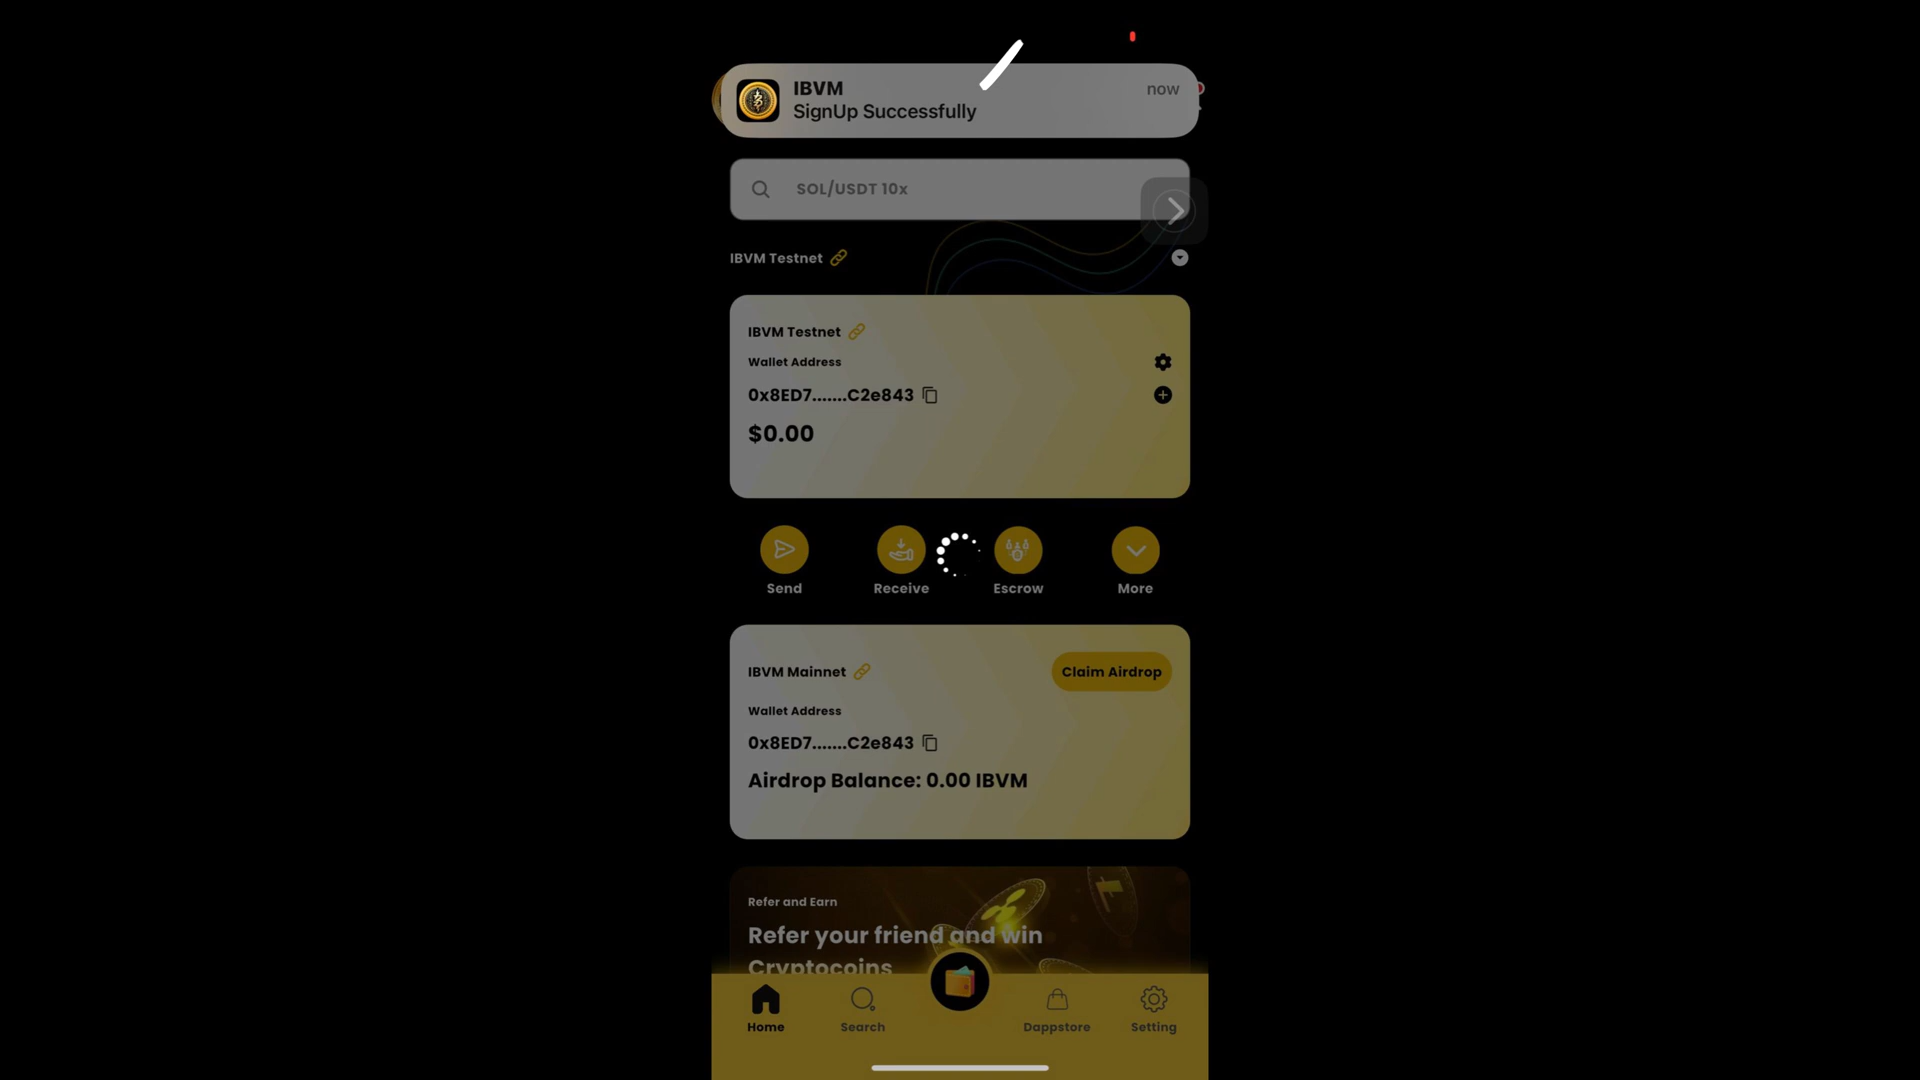 IBVM
now
SignUp Successfully
SOL/USDT 10x
IBVM Testnet
IBVM Testnet
Wallet Address
0x8ED7.......C2e843
$0.00
Send
Receive
Escrow
More
IBVM Mainnet
Claim Airdrop
Wallet Address
0x8ED7.......C2e843
Airdrop Balance: 0.00 IBVM
Refer and Earn
Refer your friend and win
Cryptocoins
Home
Search
Dappstore
Setting